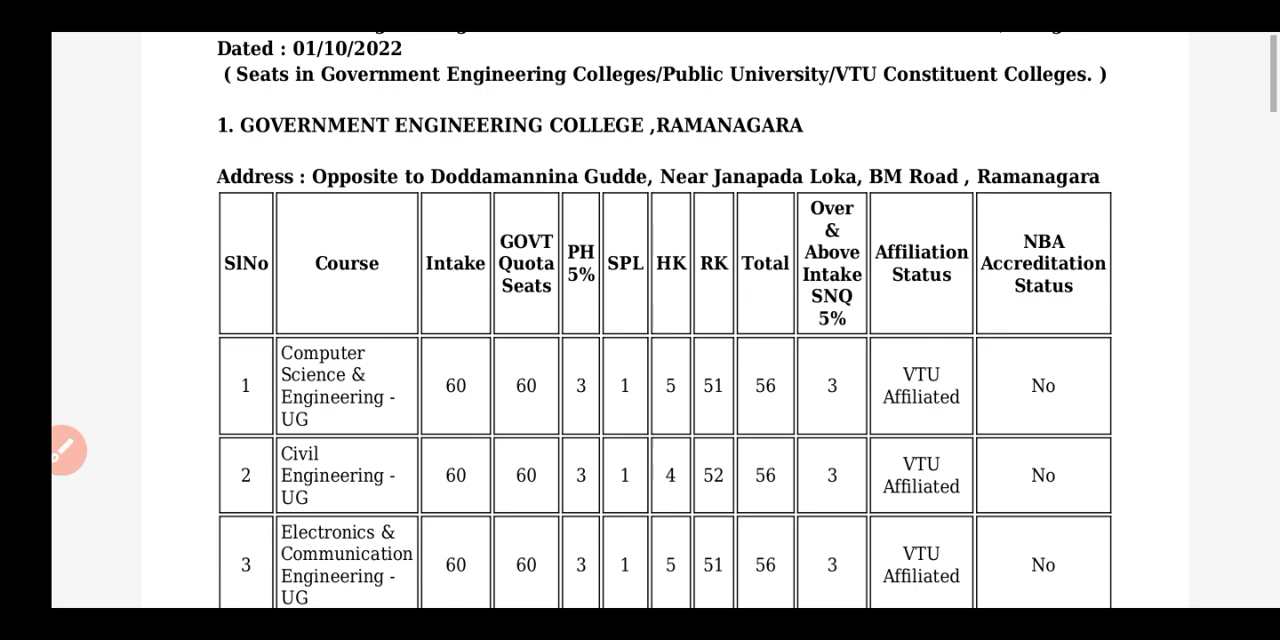 Dated : 01/10/2022
( Seats in Government Engineering Colleges/Public University/VTU Constituent Colleges. )
1. GOVERNMENT ENGINEERING COLLEGE ,RAMANAGARA
Address : Opposite to Doddamannina Gudde, Near Janapada Loka, BM Road , Ramanagara
SlNo Course Intake GOVT Quota Seats PH 5% SPL HK RK Total Over & Above Intake SNQ 5% Affiliation Status NBA Accreditation Status
1 Computer Science & Engineering - UG 60 60 3 1 5 51 56 3 VTU Affiliated No
2 Civil Engineering - UG 60 60 3 1 4 52 56 3 VTU Affiliated No
3 Electronics & Communication Engineering - UG 60 60 3 1 5 51 56 3 VTU Affiliated No